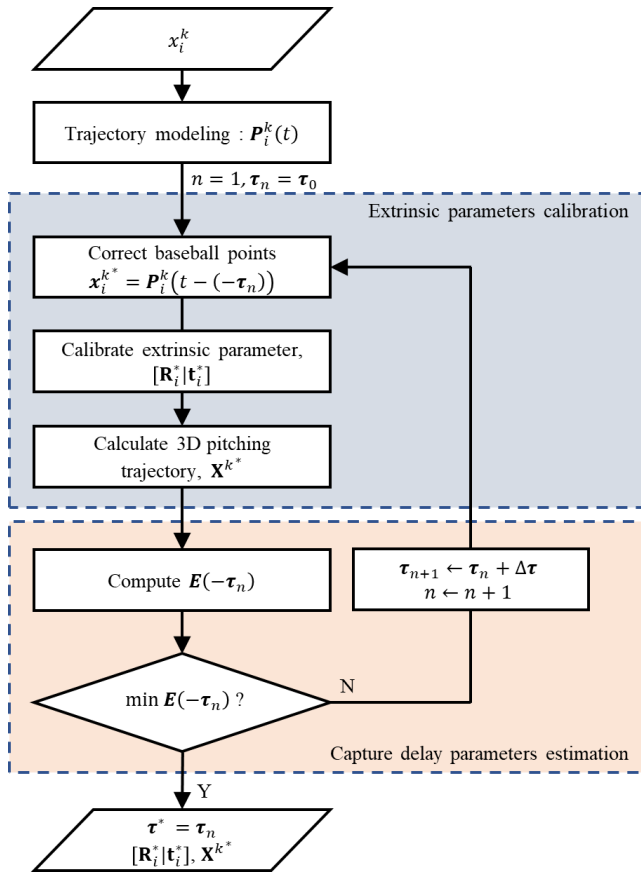 x_i^k
Trajectory modeling : P_i^k(t)
n = 1, τ_n = τ_0
Extrinsic parameters calibration
Correct baseball points
x_i^{k*} = P_i^k(t − (−τ_n))
Calibrate extrinsic parameter,
[R_i^*|t_i^*]
Calculate 3D pitching
trajectory, X^{k*}
Compute E(−τ_n)
τ_{n+1} ← τ_n + Δτ
n ← n + 1
min E(−τ_n) ?
N
Capture delay parameters estimation
Y
τ^* = τ_n
[R_i^*|t_i^*], X^{k*}